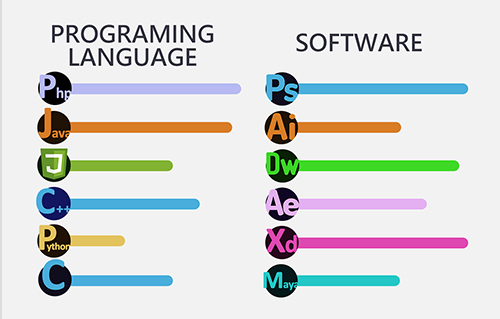 PROGRAMING
LANGUAGE
Php
Java
J
C++
Python
C
SOFTWARE
Ps
Ai
Dw
Ae
Xd
Maya